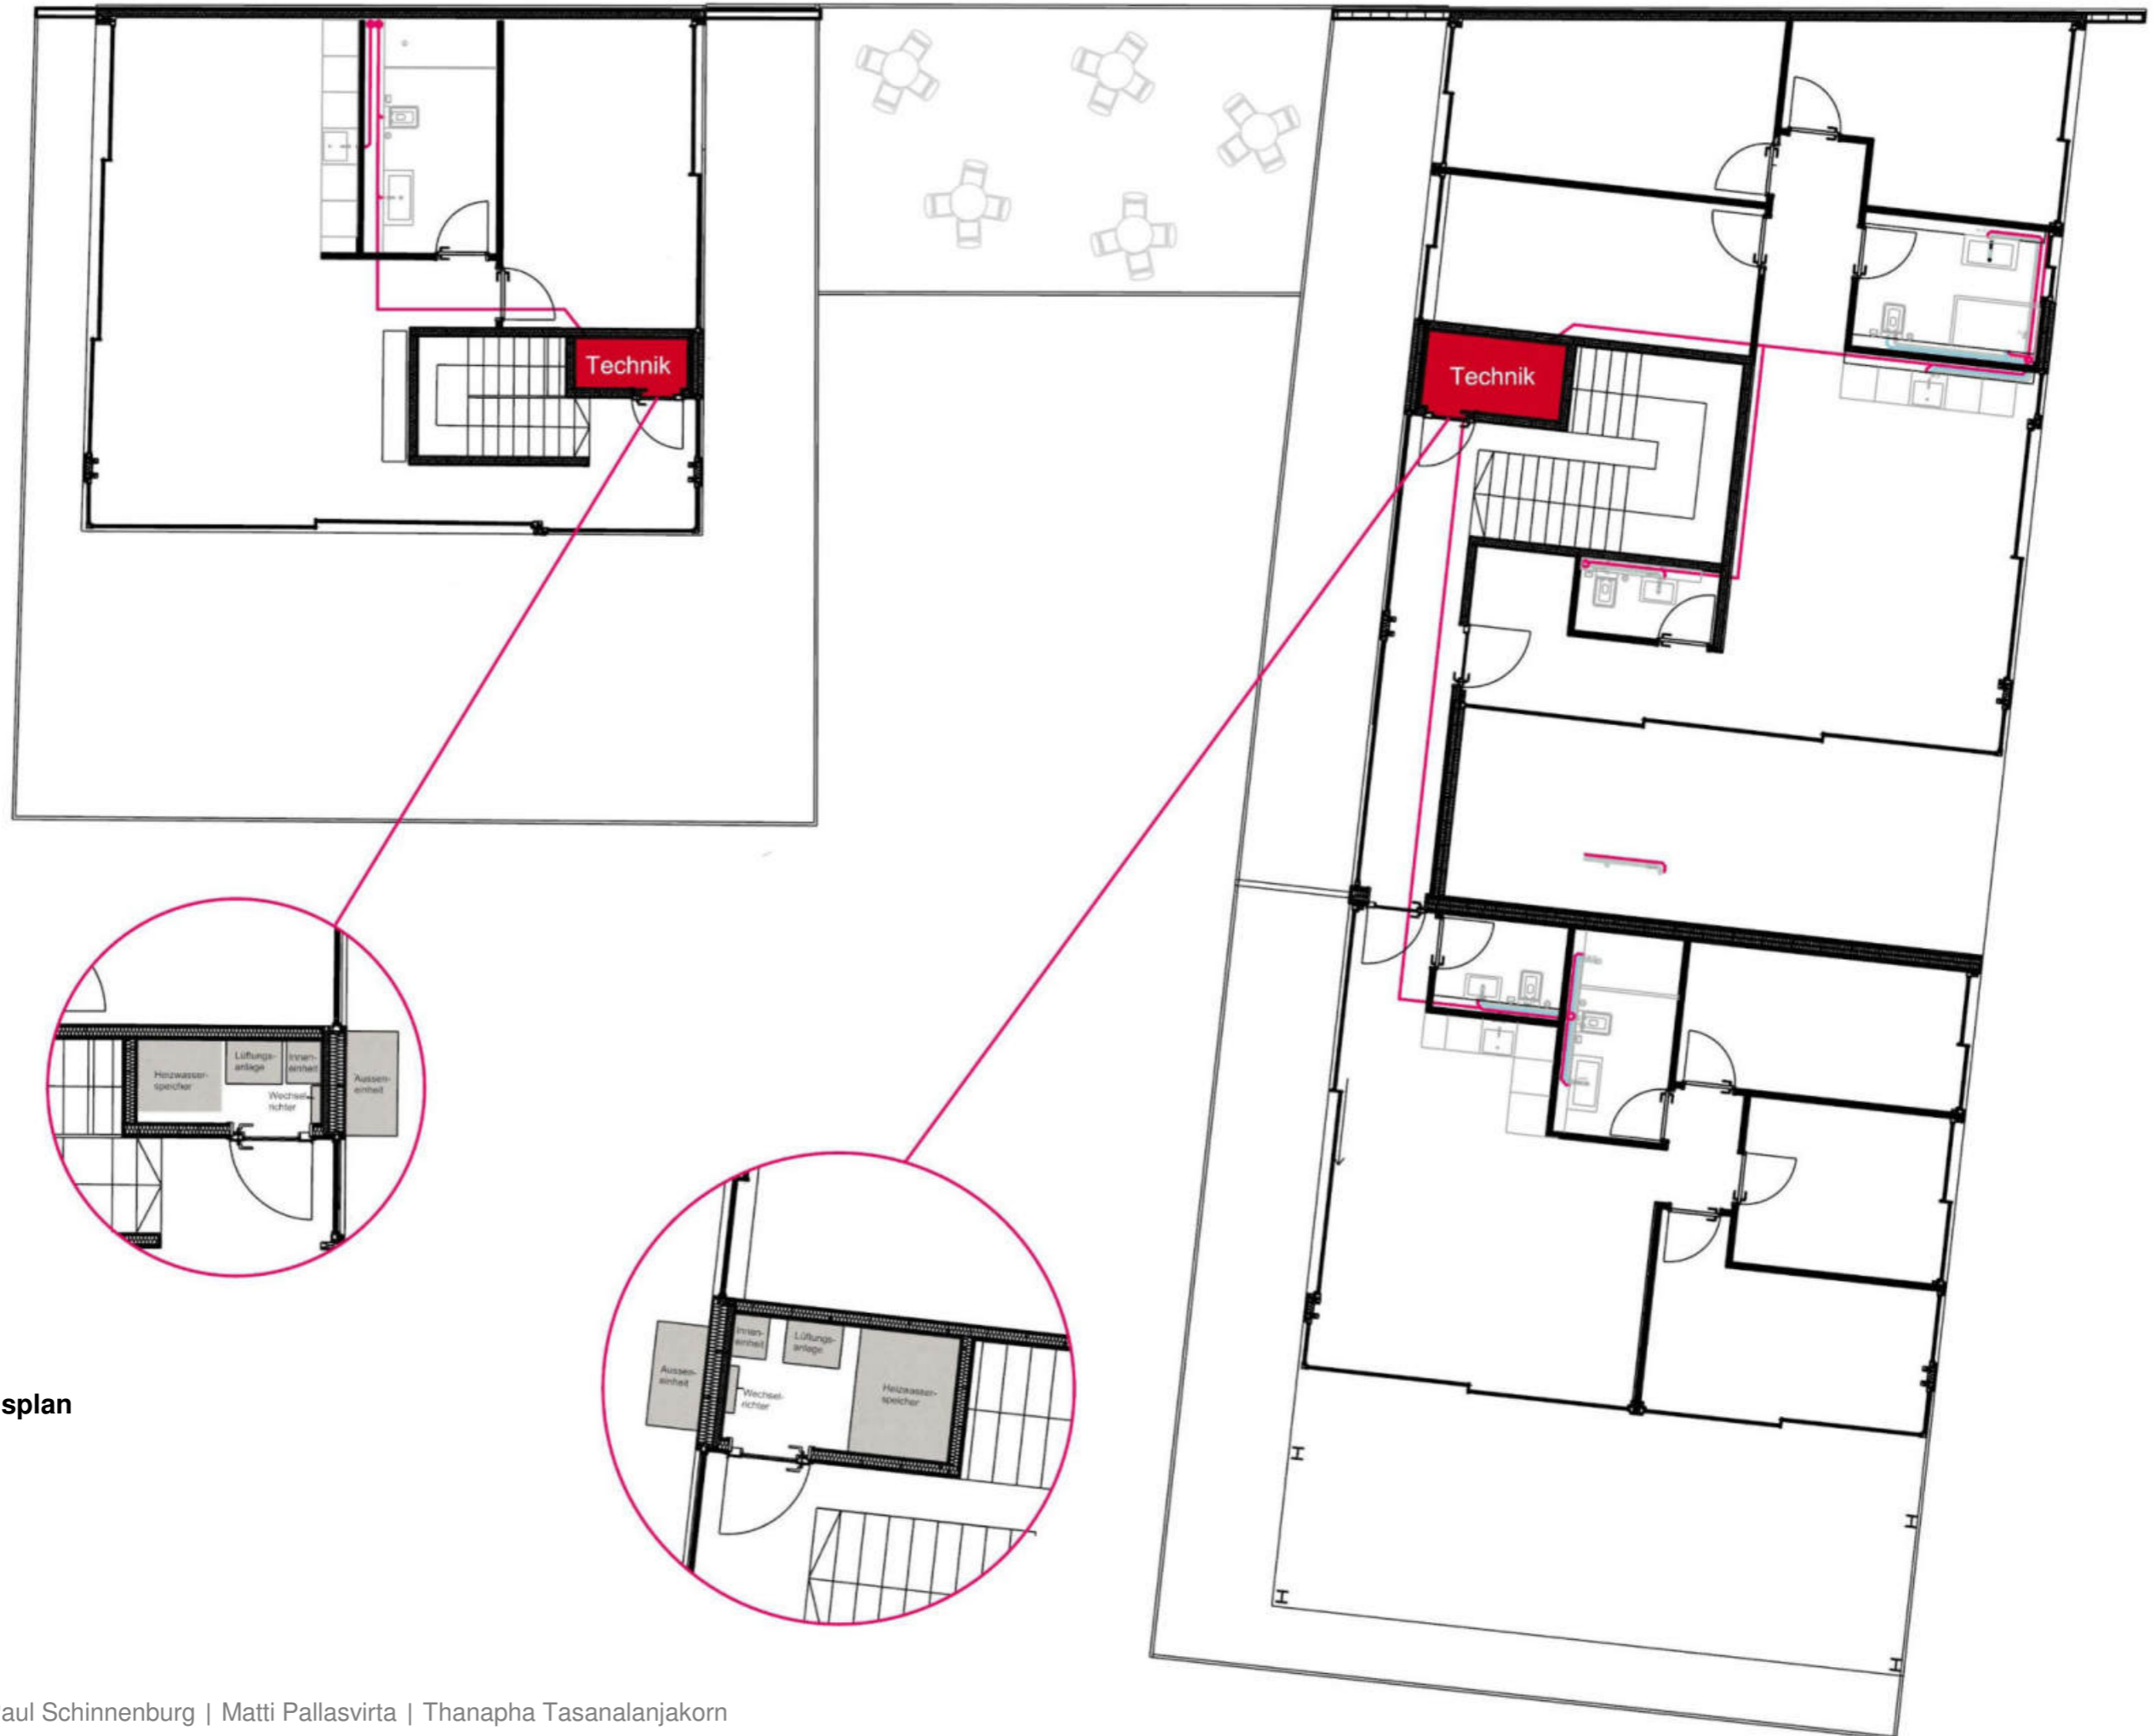 Technik
Technik
Heizwasser-
speicher
Lüftungs-
anlage
Innen-
einheit
Wechsel-
richter
Aussen-
einheit
Aussen-
einheit
Innen-
einheit
Lüftungs-
anlage
Wechsel-
richter
Heizwasser-
speicher
splan
aul Schinnenburg | Matti Pallasvirta | Thanapha Tasanalanjakorn